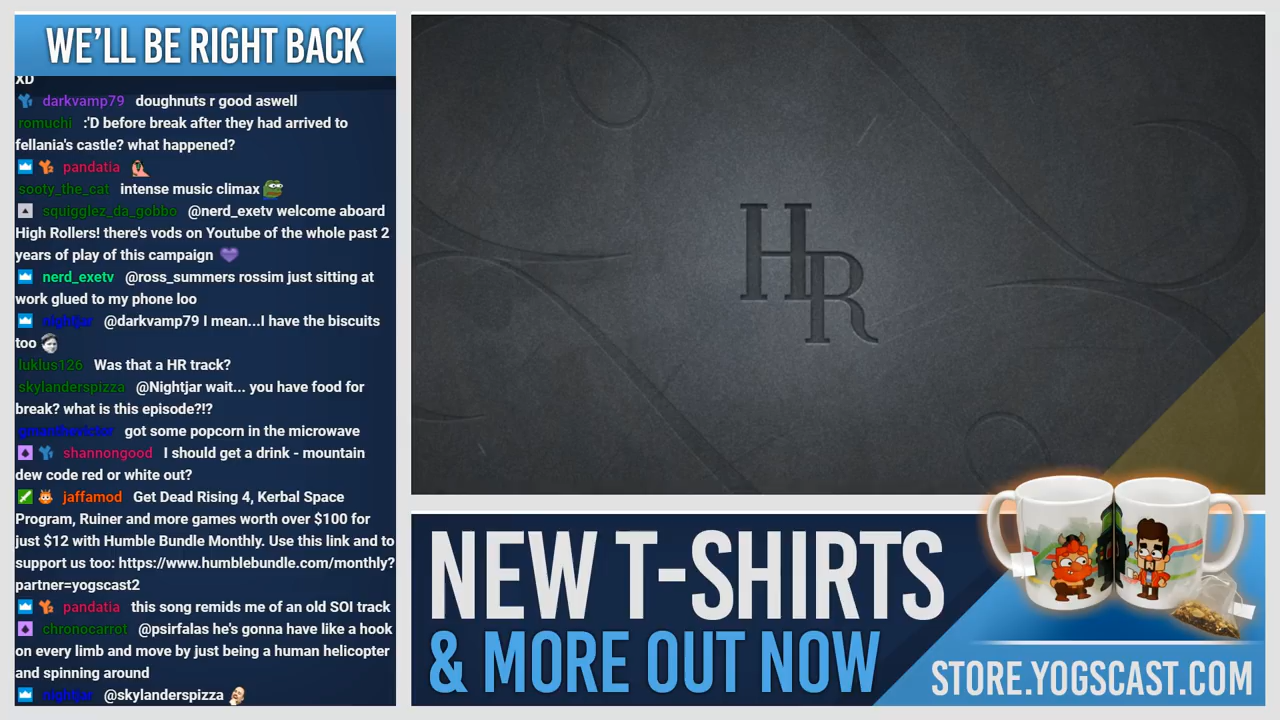 WE'LL BE RIGHT BACK
XD
darkvamp79 doughnuts r good aswell
romuchi :'D before break after they had arrived to
fellania's castle? what happened?
pandatia
sooty_the_cat intense music climax
squigglez_da_gobbo @nerd_exetv welcome aboard
High Rollers! there's vods on Youtube of the whole past 2
years of play of this campaign
nerd_exetv @ross_summers rossim just sitting at
work glued to my phone loo
nightjar @darkvamp79 I mean...I have the biscuits
too
luklus126 Was that a HR track?
skylanderspizza @Nightjar wait... you have food for
break? what is this episode?!?
got some popcorn in the microwave
shannongood I should get a drink - mountain
dew code red or white out?
jaffamod Get Dead Rising 4, Kerbal Space
Program, Ruiner and more games worth over $100 for
just $12 with Humble Bundle Monthly. Use this link and to
support us too: https://www.humblebundle.com/monthly?
partner=yogscast2
pandatia this song remids me of an old SOI track
chronocarrot @psirfalas he's gonna have like a hook
on every limb and move by just being a human helicopter
and spinning around
nightjar @skylanderspizza
HR
NEW T-SHIRTS
& MORE OUT NOW
STORE.YOGSCAST.COM